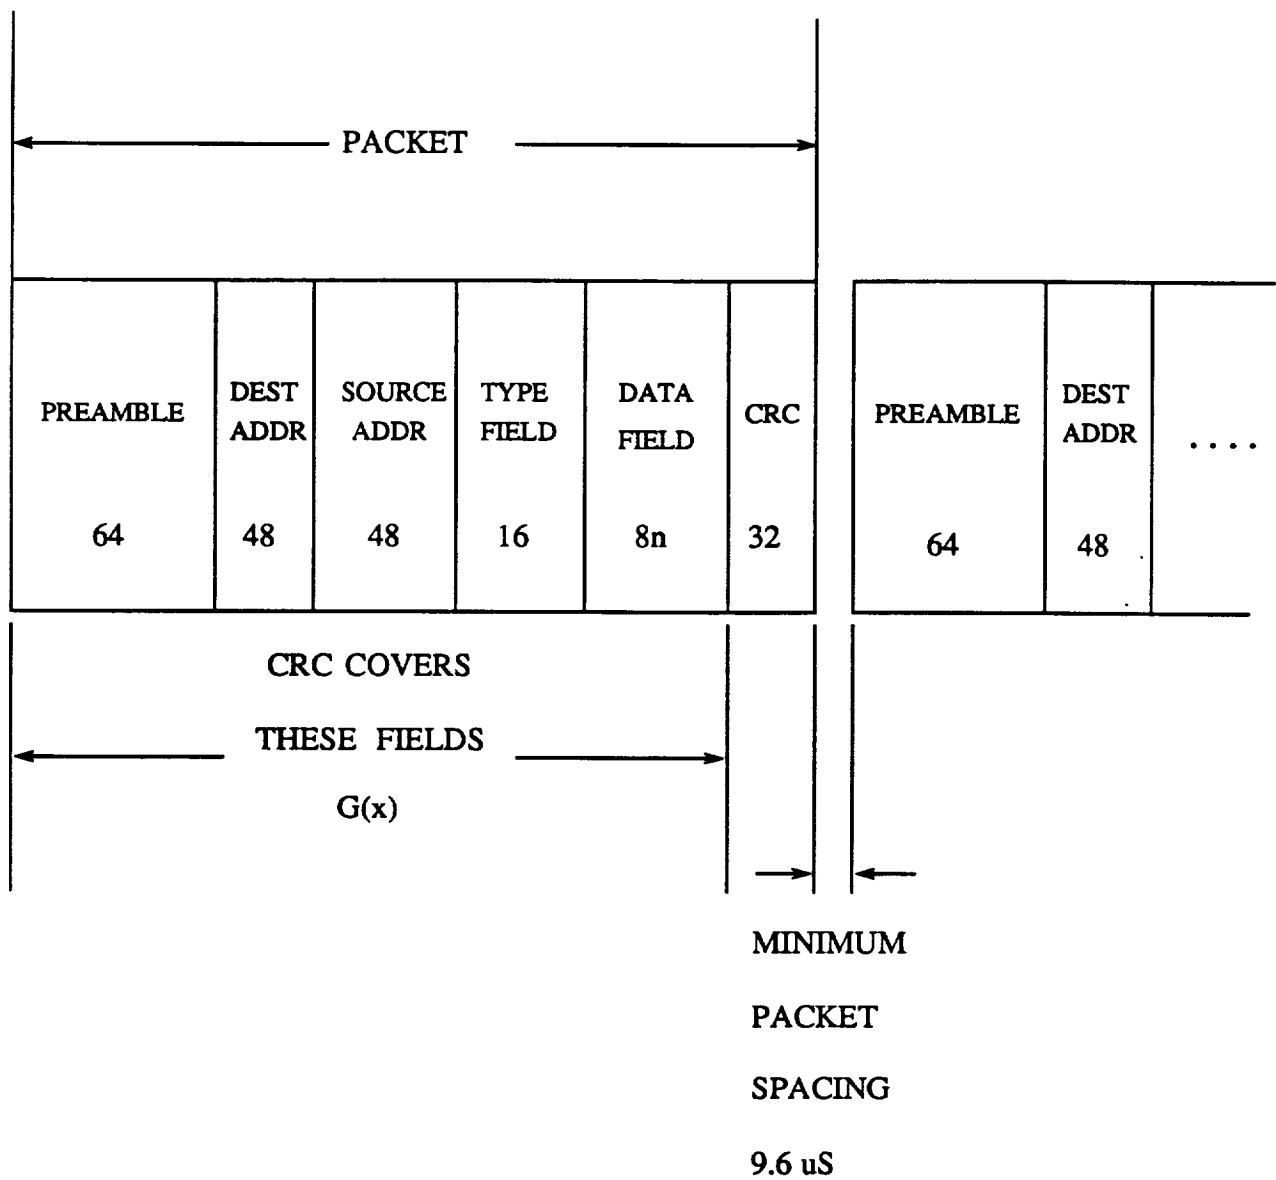 PACKET
PREAMBLE
64
DEST
ADDR
48
SOURCE
ADDR
48
TYPE
FIELD
16
DATA
FIELD
8n
CRC
32
PREAMBLE
64
DEST
ADDR
48
....
CRC COVERS
THESE FIELDS
G(x)
MINIMUM
PACKET
SPACING
9.6 uS